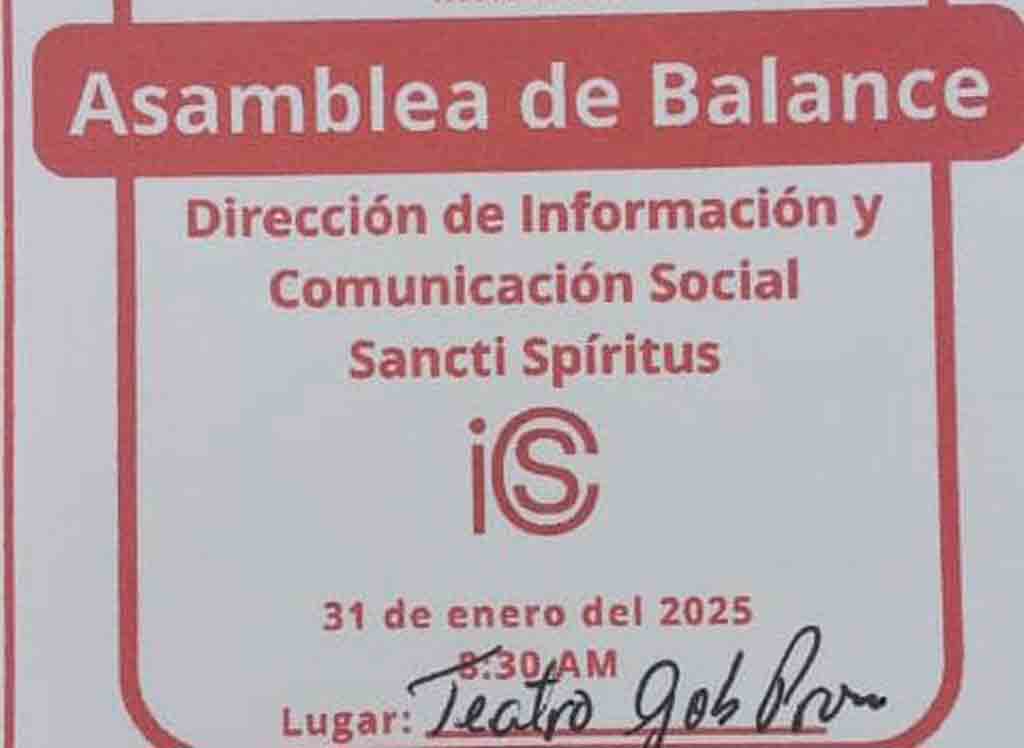 Asamblea de Balance
Dirección de Información y
Comunicación Social
Sancti Spíritus
iCS
31 de enero del 2025
8:30 AM
Lugar: Teatro Gob